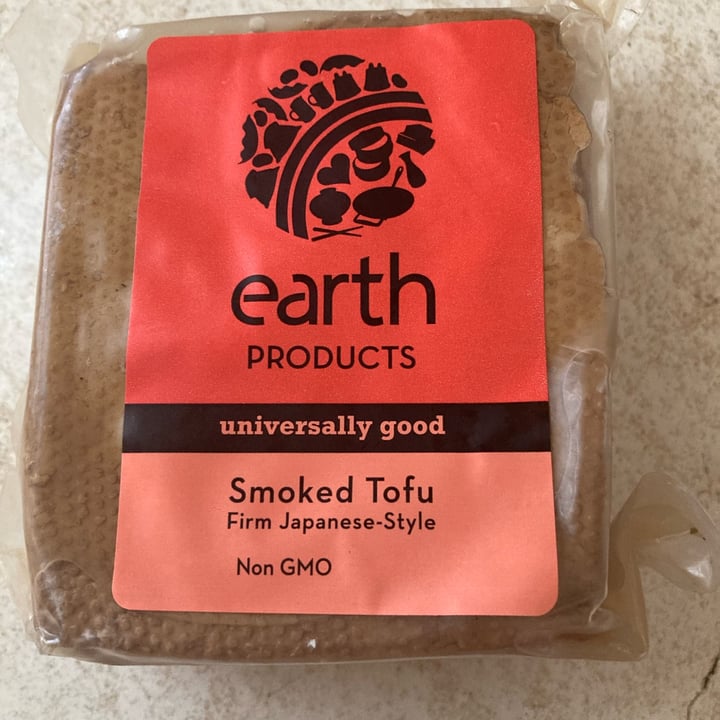 earth
PRODUCTS
universally good
Smoked Tofu
Firm Japanese-Style
Non GMO